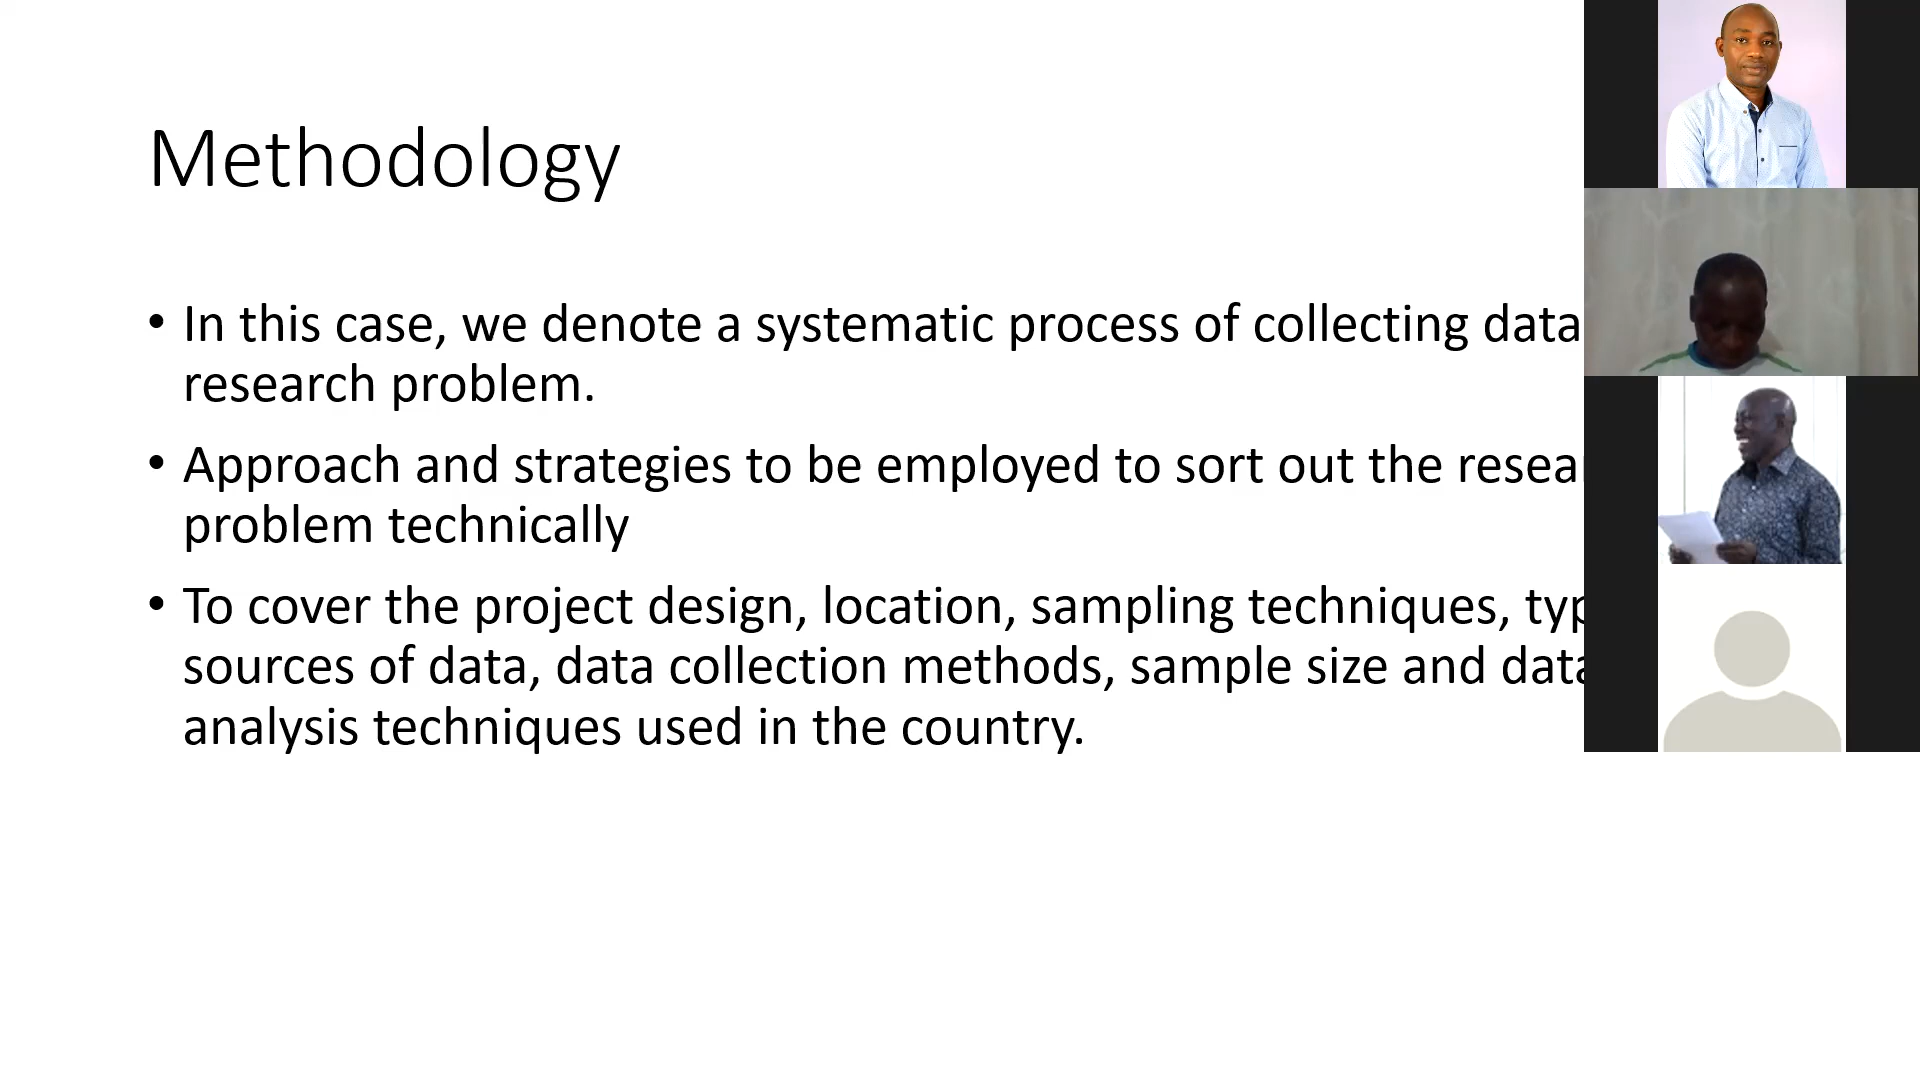 Methodology
• In this case, we denote a systematic process of collecting data
research problem.
• Approach and strategies to be employed to sort out the
problem technically
• To cover the project design, location, sampling techniques,
sources of data, data collection methods, sample size and data
analysis techniques used in the country.